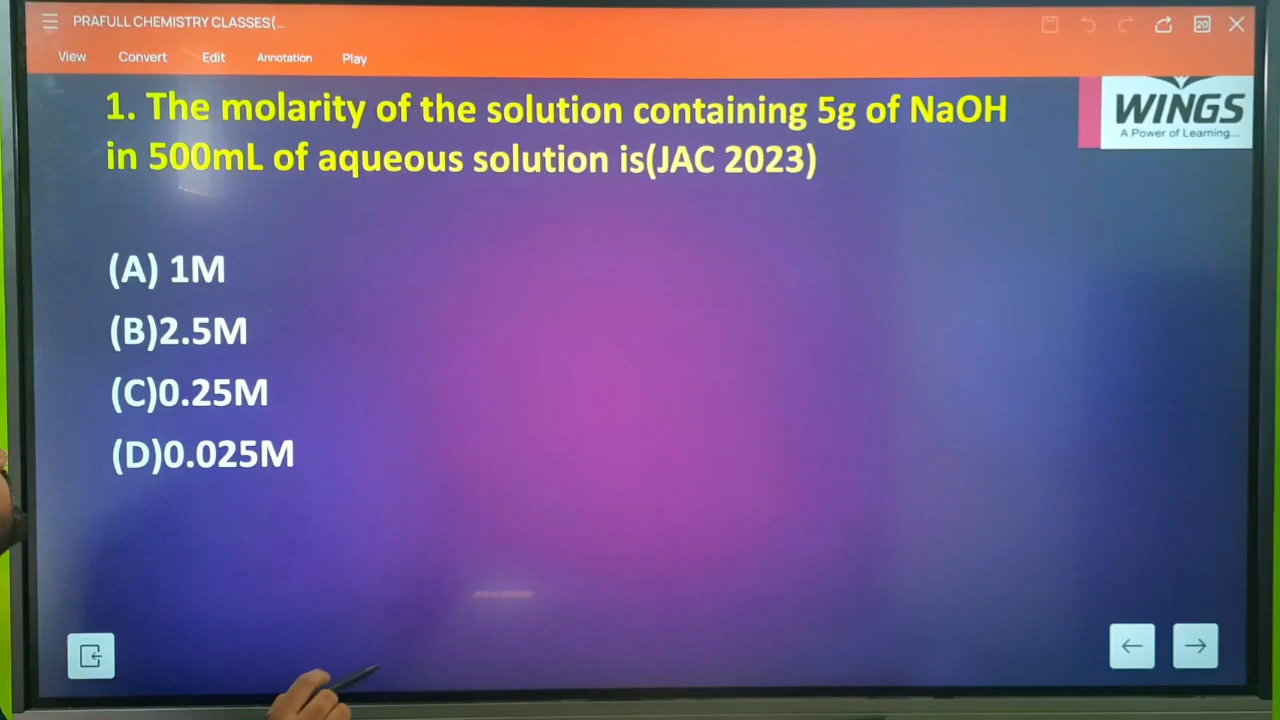 PRAFULL CHEMISTRY CLASSES(...
20
View Convert Edit Annotation Play
1. The molarity of the solution containing 5g of NaOH
in 500mL of aqueous solution is(JAC 2023)
WINGS
A Power of Learning...
(A) 1M
(B)2.5M
(C)0.25M
(D)0.025M